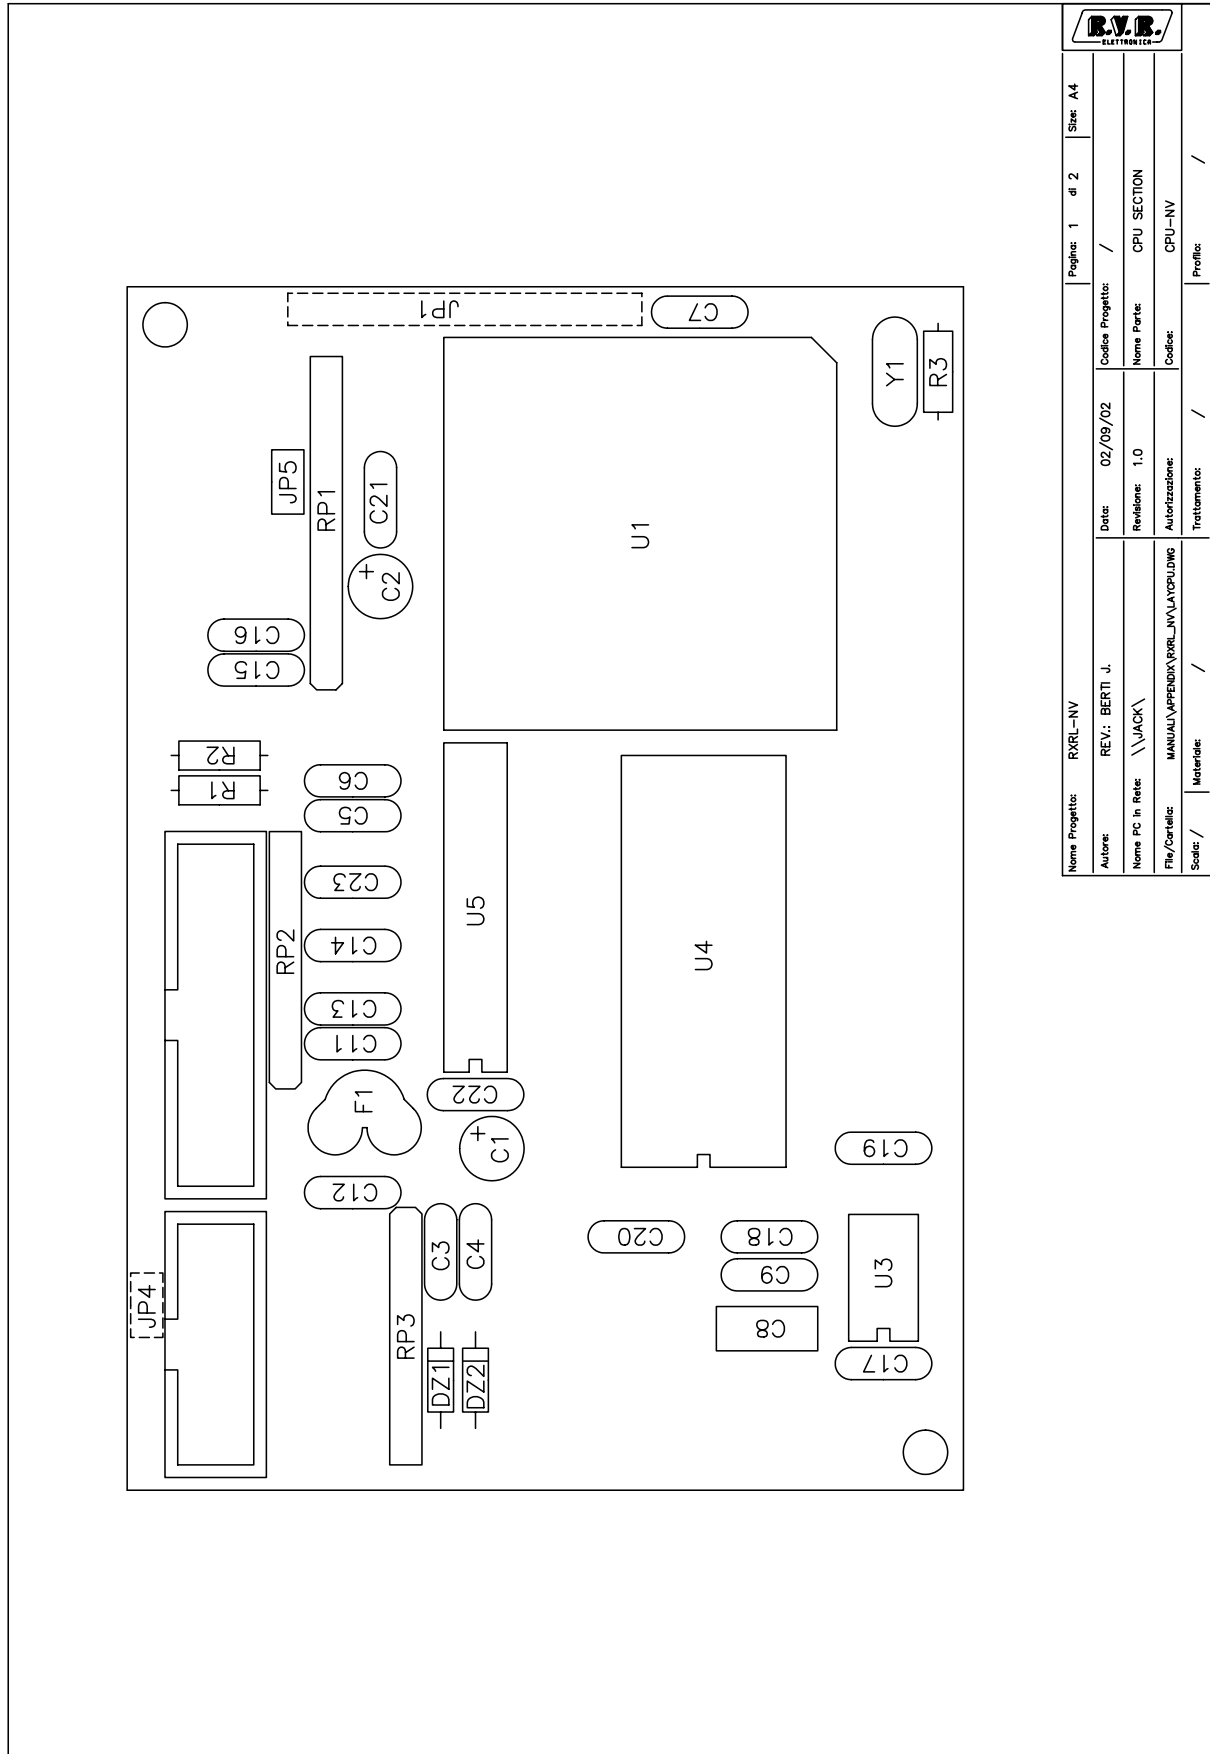 R.V.R.
ELETTRONICA
Nome Progetto: RXRL-NV
Pagina: 1 di 2
Size: A4
Autore: REV.: BERTI J.
Data: 02/09/02
Codice Progetto: /
Nome PC in Rete: \\JACK\
Revisione: 1.0
Nome Parte: CPU SECTION
File/Cartella: MANUALI\APPENDIX\RXRL_NV\LAYCPU.DWG
Autorizzazione:
Codice: CPU-NV
Scala: /
Materiale: /
Trattamento: /
Profilo: /
JP1
C7
Y1
R3
JP5
RP1
C21
C2
U1
C16
C15
R2
R1
C6
C5
C23
C14
C13
C11
RP2
U5
U4
F1
C22
C1
C12
C19
JP4
RP3
C3
C4
C20
C18
C9
C8
U3
C17
DZ1
DZ2